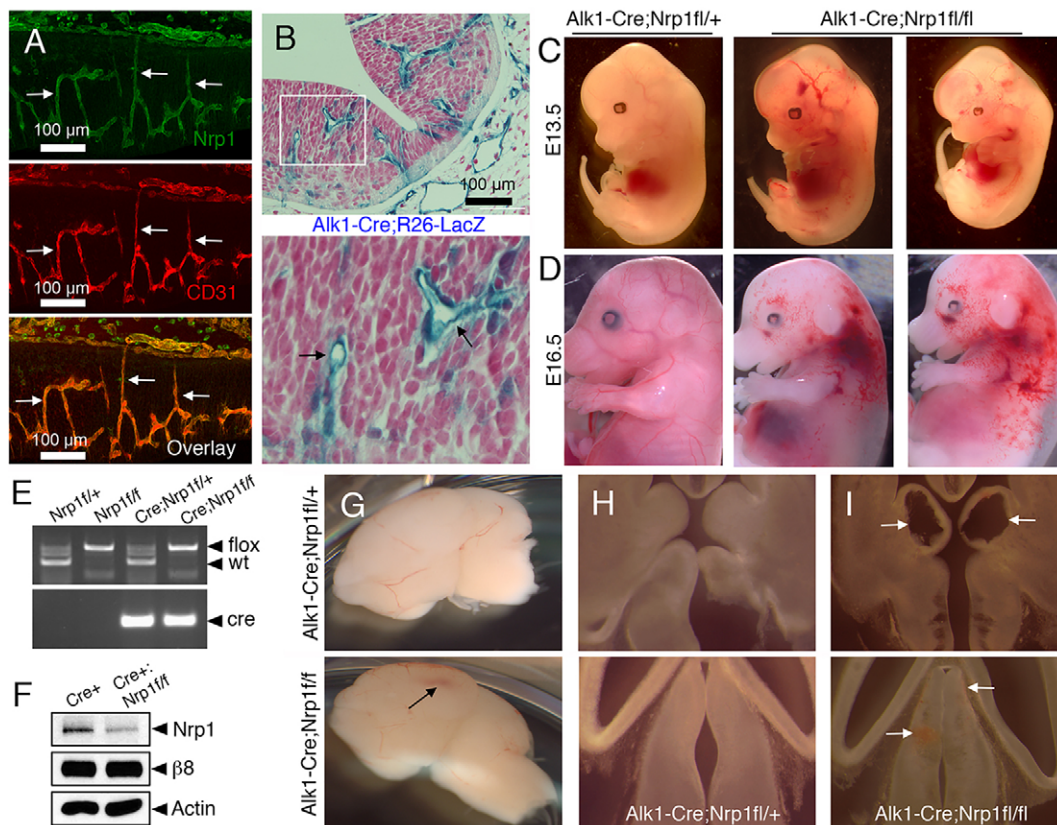 A
100 µm
Nrp1
100 µm
CD31
100 µm
Overlay
B
100 µm
Alk1-Cre;R26-LacZ
Alk1-Cre;Nrp1fl/+
Alk1-Cre;Nrp1fl/fl
C
E13.5
D
E16.5
E
Nrp1f/+
Nrp1f/f
Cre;Nrp1f/+
Cre;Nrp1f/f
flox
wt
cre
F
Cre+
Cre+;
Nrp1f/f
Nrp1
β8
Actin
G
Alk1-Cre;Nrp1f/+
Alk1-Cre;Nrp1f/f
H
Alk1-Cre;Nrp1fl/+
I
Alk1-Cre;Nrp1fl/fl